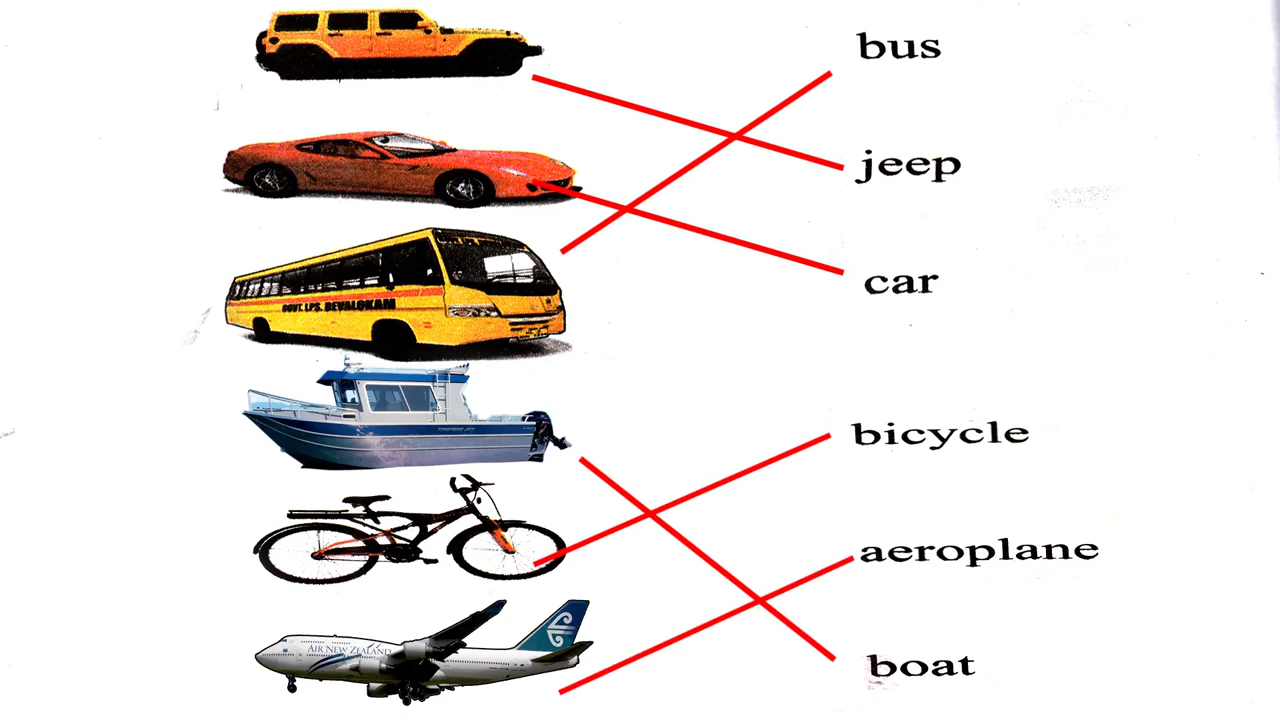 bus
jeep
car
GOVT. LPS. DEVALOKAM
bicycle
aeroplane
AIR NEW ZEALAND
boat